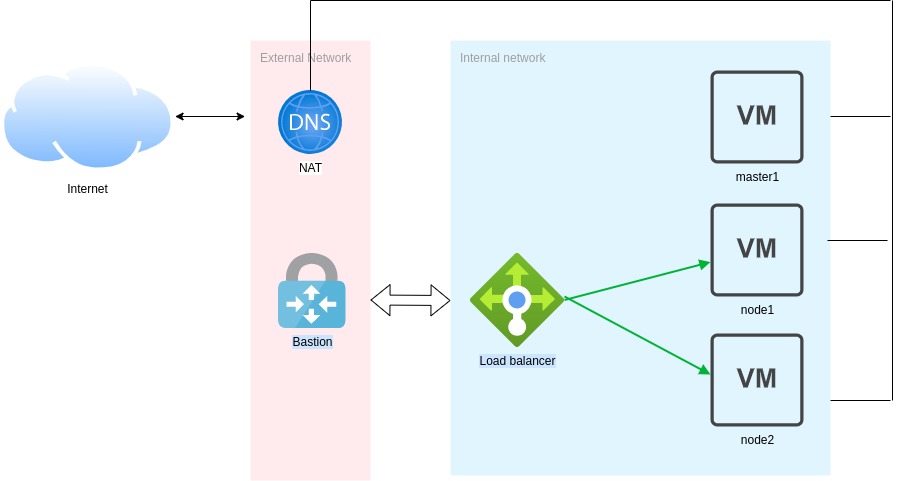 External Network
Internal network
DNS
NAT
Internet
VM
master1
VM
node1
Bastion
Load balancer
VM
node2